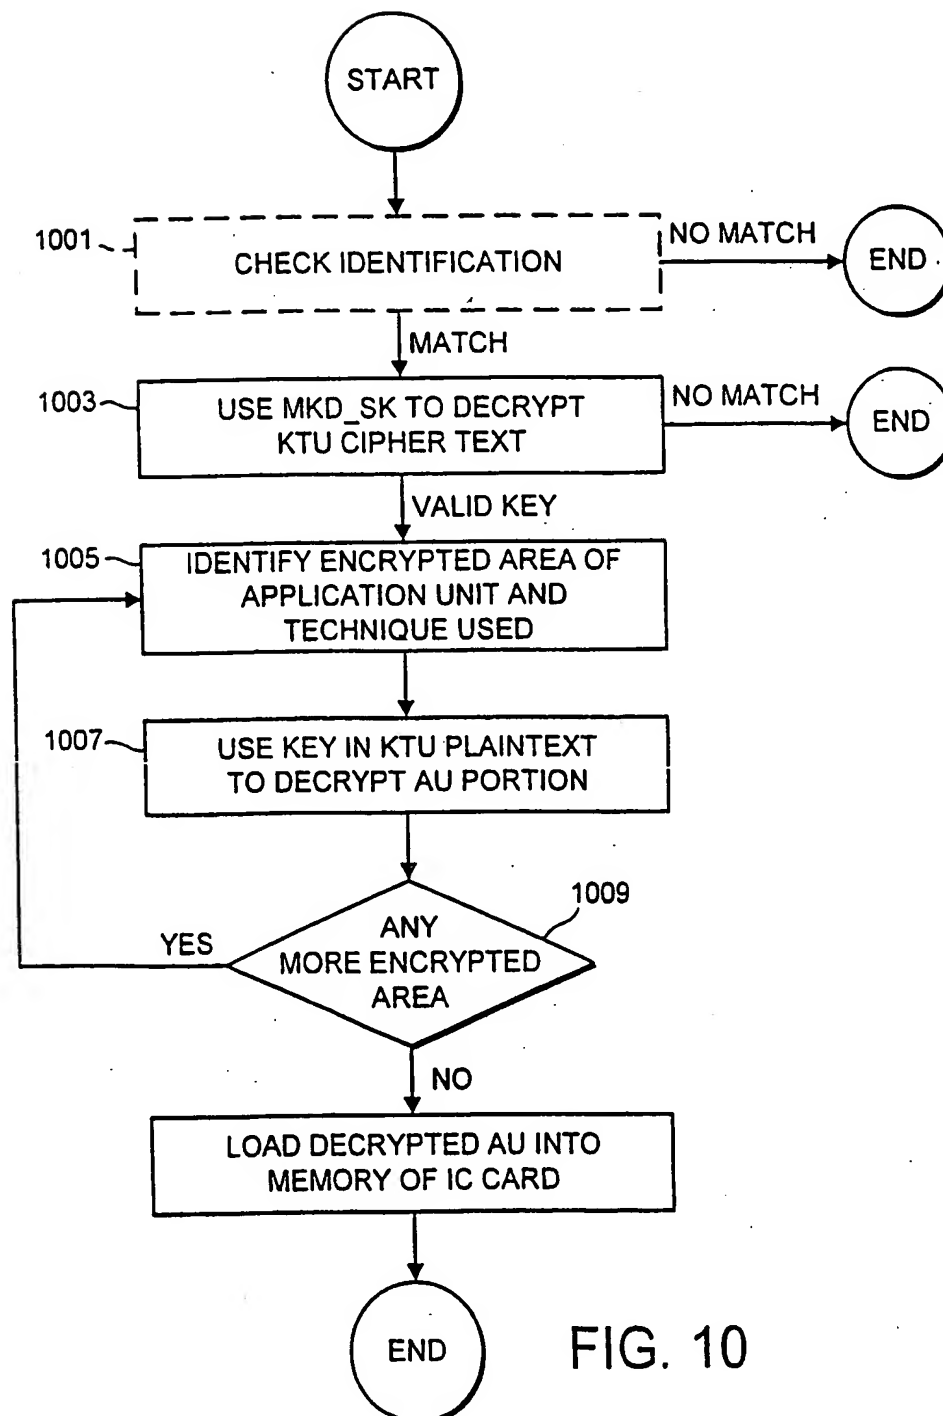 START
1001
CHECK IDENTIFICATION
NO MATCH
END
MATCH
1003
USE MKD_SK TO DECRYPT
KTU CIPHER TEXT
NO MATCH
END
VALID KEY
1005
IDENTIFY ENCRYPTED AREA OF
APPLICATION UNIT AND
TECHNIQUE USED
1007
USE KEY IN KTU PLAINTEXT
TO DECRYPT AU PORTION
1009
ANY
MORE ENCRYPTED
AREA
YES
NO
LOAD DECRYPTED AU INTO
MEMORY OF IC CARD
END
FIG. 10